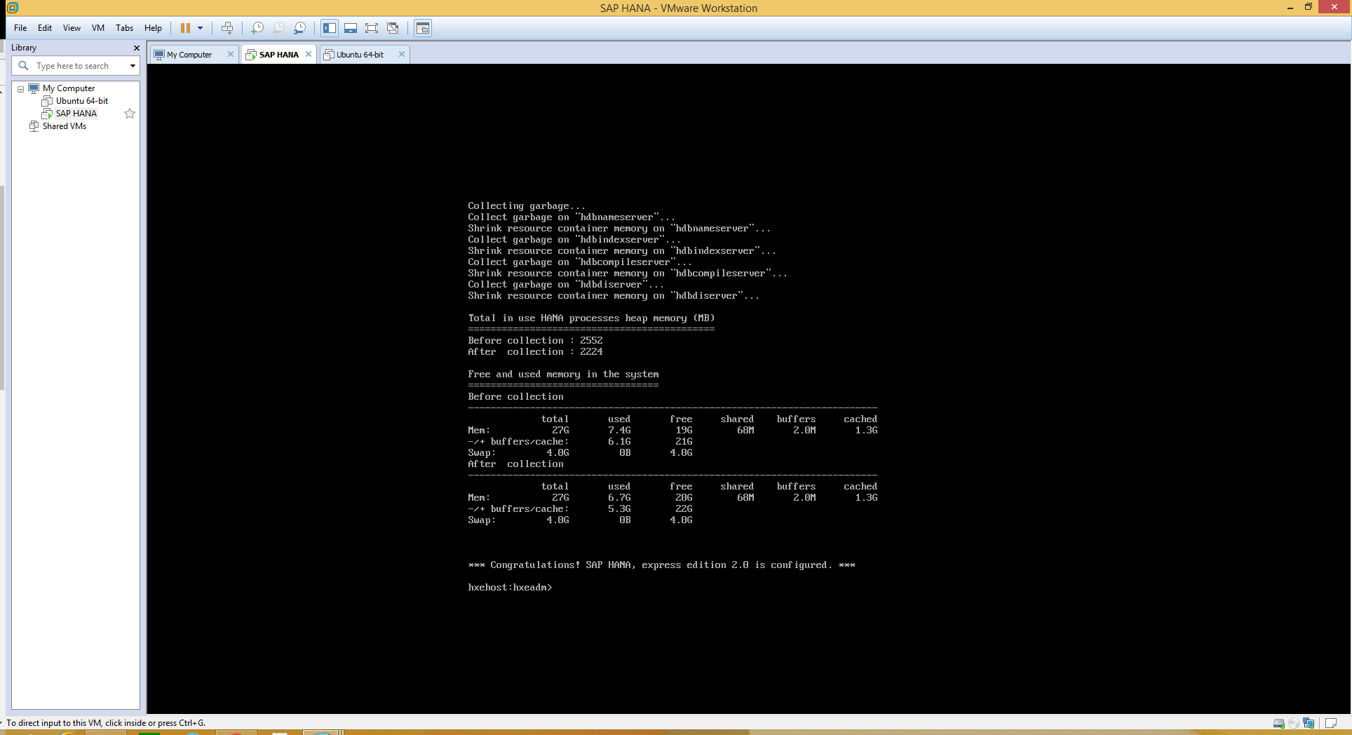 SAP HANA - VMware Workstation
File Edit View VM Tabs Help
Library
Type here to search
My Computer
Ubuntu 64-bit
SAP HANA
Shared VMs
My Computer SAP HANA Ubuntu 64-bit
Collecting garbage...
Collect garbage on "hdbnameserver"...
Shrink resource container memory on "hdbnameserver"...
Collect garbage on "hdbindexserver"...
Shrink resource container memory on "hdbindexserver"...
Collect garbage on "hdbcompileserver"...
Shrink resource container memory on "hdbcompileserver"...
Collect garbage on "hdbdiserver"...
Shrink resource container memory on "hdbdiserver"...
Total in use HANA processes heap memory (MB)
============================================
Before collection : 2552
After  collection : 2224
Free and used memory in the system
==================================
Before collection
-------------------------------------------------------------------------
total used free shared buffers cached
Mem: 27G 7.4G 19G 68M 2.0M 1.3G
-/+ buffers/cache: 6.1G 21G
Swap: 4.0G 0B 4.0G
After  collection
-------------------------------------------------------------------------
total used free shared buffers cached
Mem: 27G 6.7G 20G 68M 2.0M 1.3G
-/+ buffers/cache: 5.3G 22G
Swap: 4.0G 0B 4.0G
*** Congratulations! SAP HANA, express edition 2.0 is configured. ***
hxehost:hxeadm>
To direct input to this VM, click inside or press Ctrl+G.